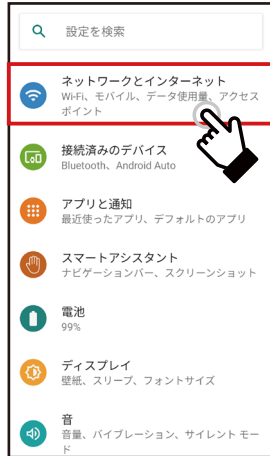 設定を検索
ネットワークとインターネット
Wi-Fi、モバイル、データ使用量、アクセス
ポイント
接続済みのデバイス
Bluetooth、Android Auto
アプリと通知
最近使ったアプリ、デフォルトのアプリ
スマートアシスタント
ナビゲーションバー、スクリーンショット
電池
99%
ディスプレイ
壁紙、スリープ、フォントサイズ
音
音量、バイブレーション、サイレント モー
ド